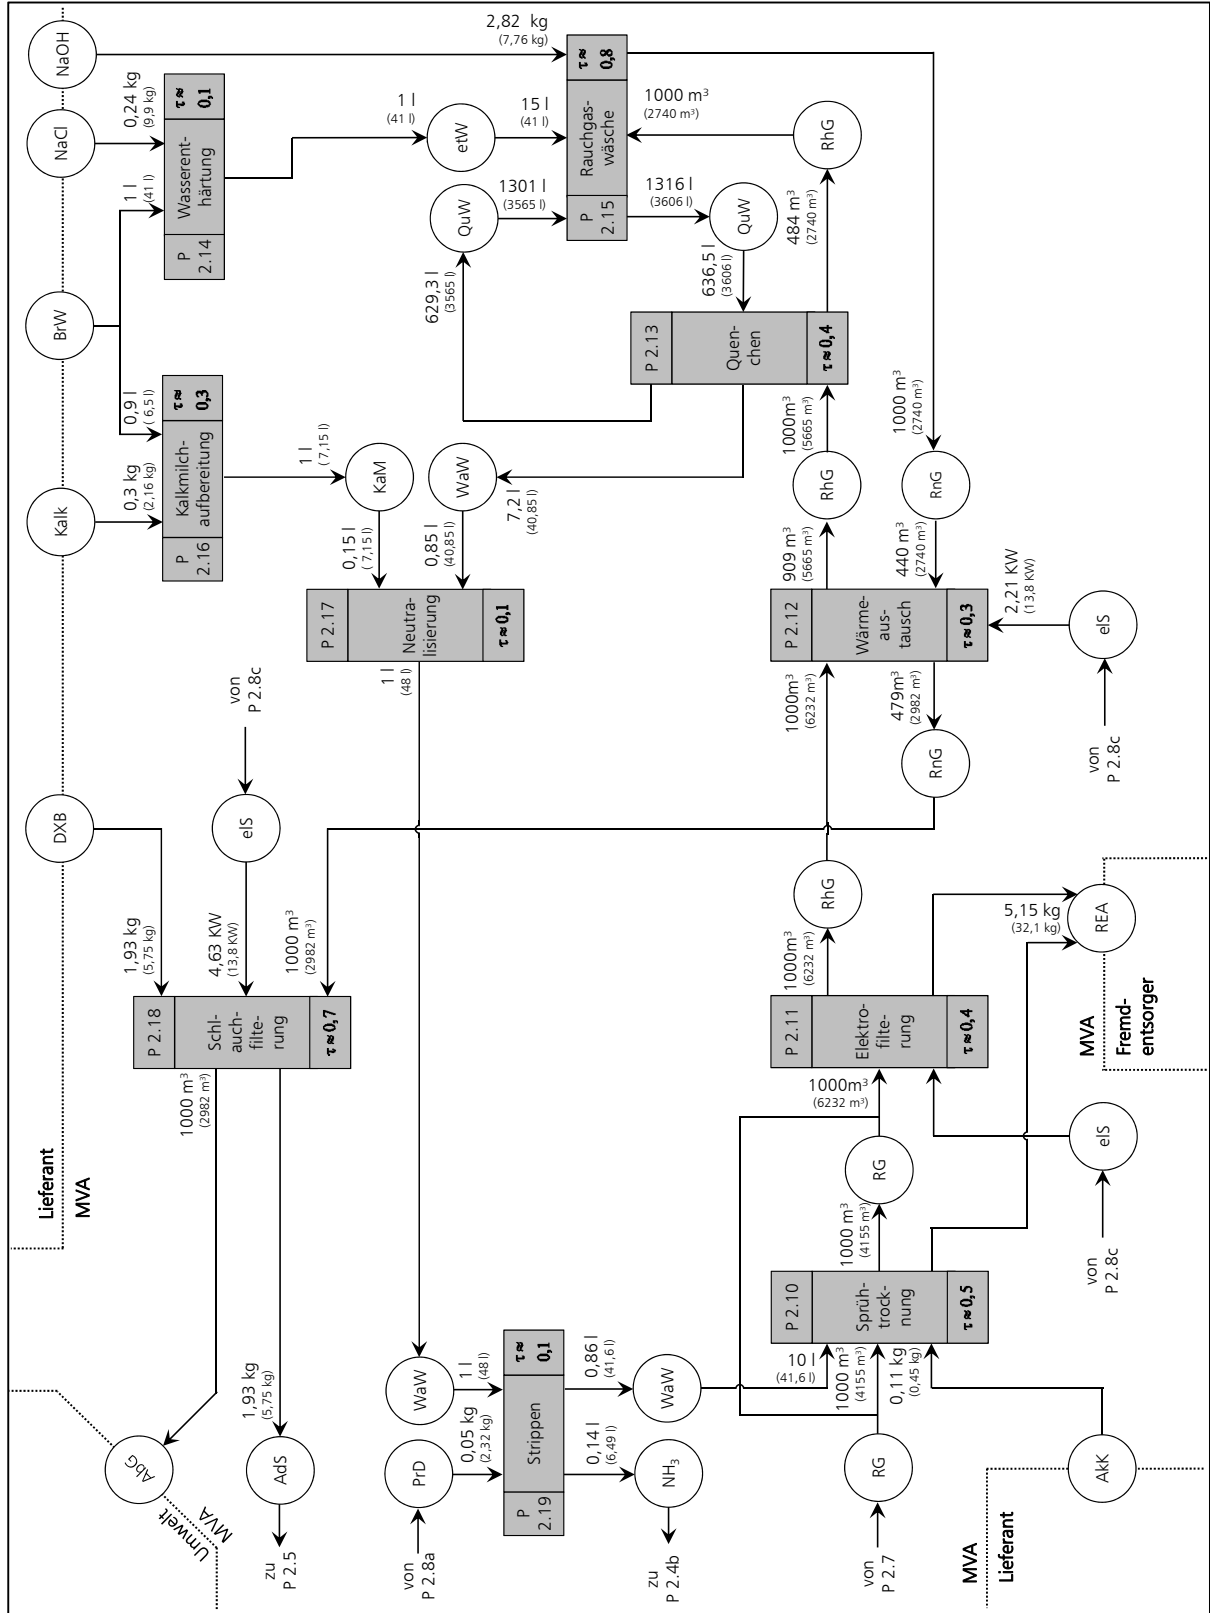 NaOH
2,82 kg
(7,76 kg)
NaCl
0,24 kg
(9,9 kg)
BrW
1 l
(41 l)
P
2.14
Wasserent-
härtung
τ ≈
0,1
1 l
(41 l)
etW
15 l
(41 l)
QuW
1301 l
(3565 l)
P
2.15
Rauchgas-
wäsche
τ ≈
0,8
1000 m³
(2740 m³)
RhG
1316 l
(3606 l)
QuW
636,5 l
(3606 l)
484 m³
(2740 m³)
629,3 l
(3565 l)
P 2.13
Quen-
chen
τ ≈ 0,4
Kalk
0,3 kg
(2,16 kg)
0,9 l
( 6,5 l)
P
2.16
Kalkmilch-
aufbereitung
τ ≈
0,3
1 l
( 7,15 l)
KaM
0,15 l
( 7,15 l)
WaW
7,2 l
(40,85 l)
0,85 l
(40,85 l)
P 2.17
Neutra-
lisierung
τ ≈ 0,1
1 l
(48 l)
1000m³
(5665 m³)
RhG
909 m³
(5665 m³)
1000 m³
(2740 m³)
RnG
440 m³
(2740 m³)
P 2.12
Wärme-
aus-
tausch
τ ≈ 0,3
2,21 KW
(13,8 KW)
elS
von
P 2.8c
479m³
(2982 m³)
RnG
1000m³
(6232 m³)
RhG
1000m³
(6232 m³)
DXB
1,93 kg
(5,75 kg)
von
P 2.8c
elS
4,63 KW
(13,8 KW)
1000 m³
(2982 m³)
P 2.18
Schl-
auch-
filte-
rung
τ ≈ 0,7
1000 m³
(2982 m³)
1,93 kg
(5,75 kg)
AbG
AdS
zu
P 2.5
Umwelt
MVA
Lieferant
MVA
P 2.11
Elektro-
filte-
rung
τ ≈ 0,4
1000m³
(6232 m³)
5,15 kg
(32,1 kg)
REA
MVA
Fremd-
entsorger
elS
von
P 2.8c
RG
1000 m³
(4155 m³)
P 2.10
Sprüh-
trock-
nung
τ ≈ 0,5
10 l
(41,6 l)
1000 m³
(4155 m³)
0,11 kg
(0,45 kg)
WaW
1 l
(48 l)
von
P 2.8a
PrD
0,05 kg
(2,32 kg)
P
2.19
Strippen
τ ≈
0,1
0,86 l
(41,6 l)
WaW
0,14 l
(6,49 l)
NH₃
zu
P 2.4b
von
P 2.7
RG
AkK
MVA
Lieferant